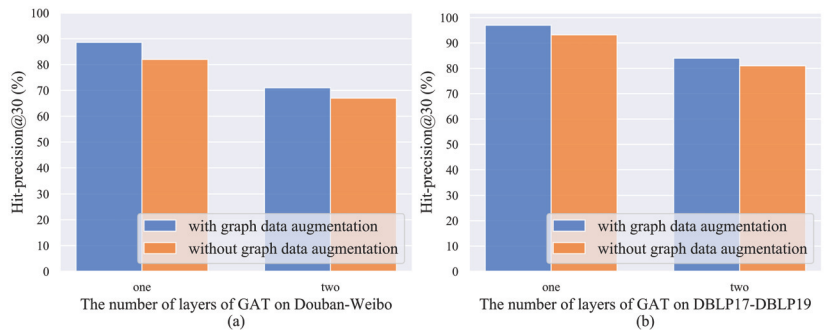 100
90
80
70
60
50
40
30
20
10
0
Hit-precision@30 (%)
with graph data augmentation
without graph data augmentation
one
two
The number of layers of GAT on Douban-Weibo
(a)
100
90
80
70
60
50
40
30
20
10
0
Hit-precision@30 (%)
with graph data augmentation
without graph data augmentation
one
two
The number of layers of GAT on DBLP17-DBLP19
(b)